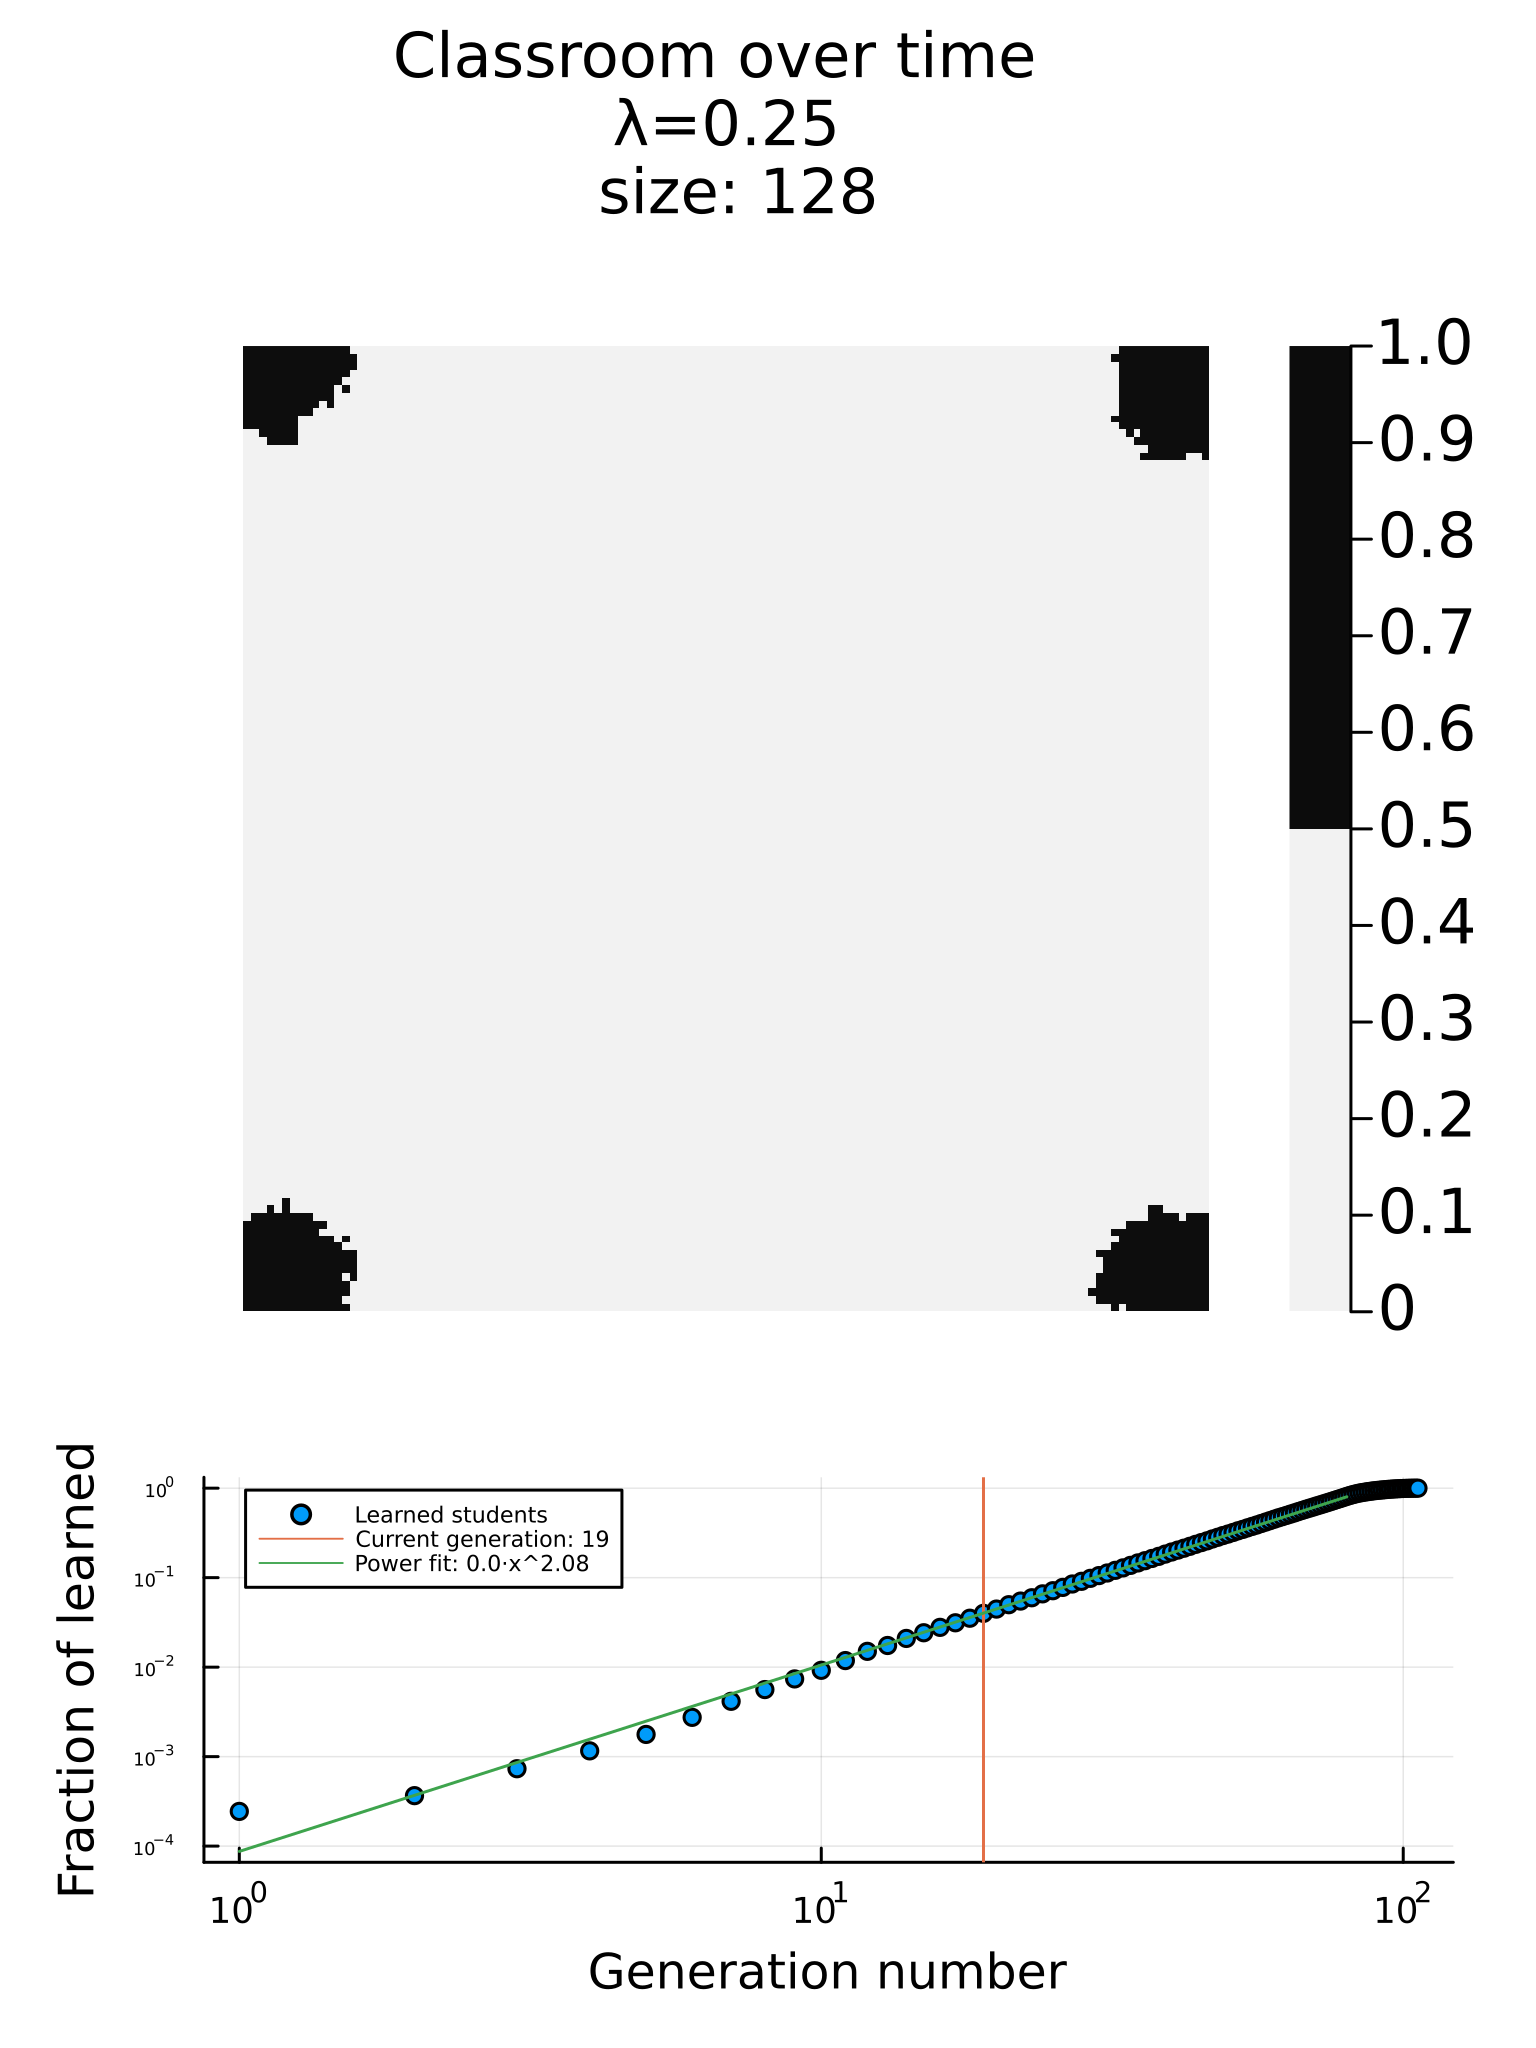 Classroom over time
λ=0.25
size: 128
1.0
0.9
0.8
0.7
0.6
0.5
0.4
0.3
0.2
0.1
0
Fraction of learned
10^0
10^-1
10^-2
10^-3
10^-4
Learned students
Current generation: 19
Power fit: 0.0·x^2.08
10^0 10^1 10^2
Generation number